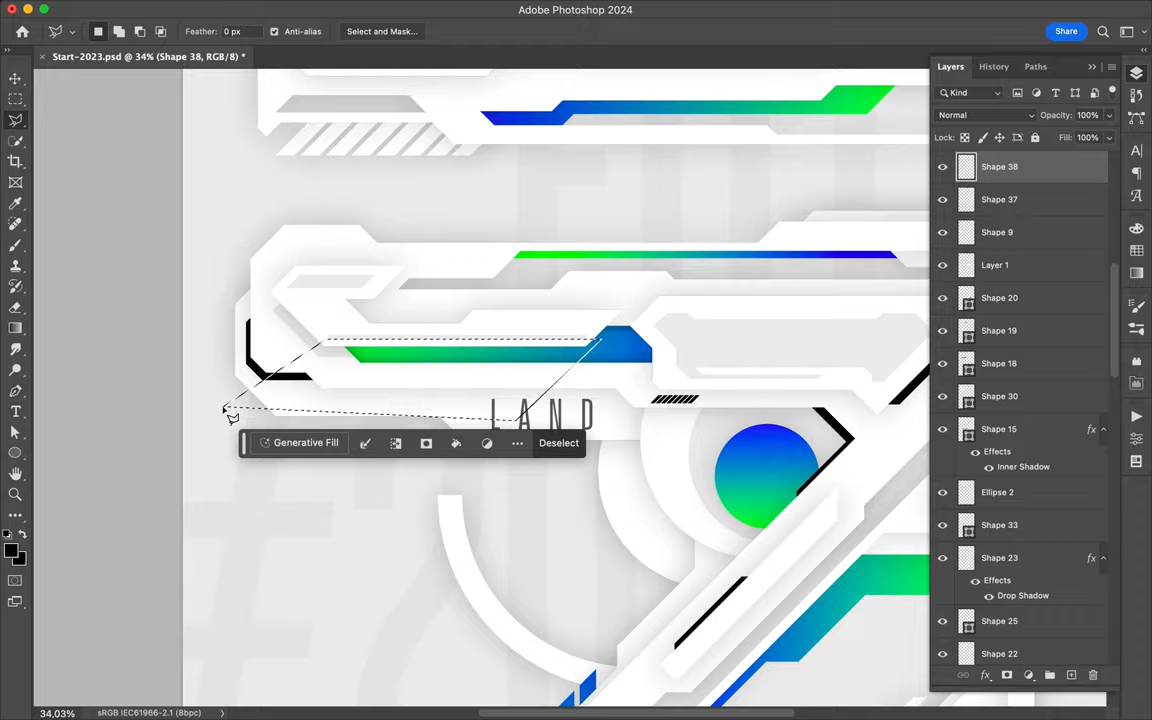 Adobe Photoshop 2024
Feather: 0 px
Anti-alias
Select and Mask...
Share
Start-2023.psd @ 34% (Shape 38, RGB/8) *
Layers
History
Paths
Kind
Normal
Opacity: 100%
Lock:
Fill: 100%
Shape 38
Shape 37
Shape 9
Layer 1
Shape 20
Shape 19
Shape 18
Shape 30
Shape 15
fx
Effects
Inner Shadow
Ellipse 2
Shape 33
Shape 23
fx
Effects
Drop Shadow
Shape 25
Shape 22
LAND
Generative Fill
Deselect
34,03%
sRGB IEC61966-2.1 (8bpc)